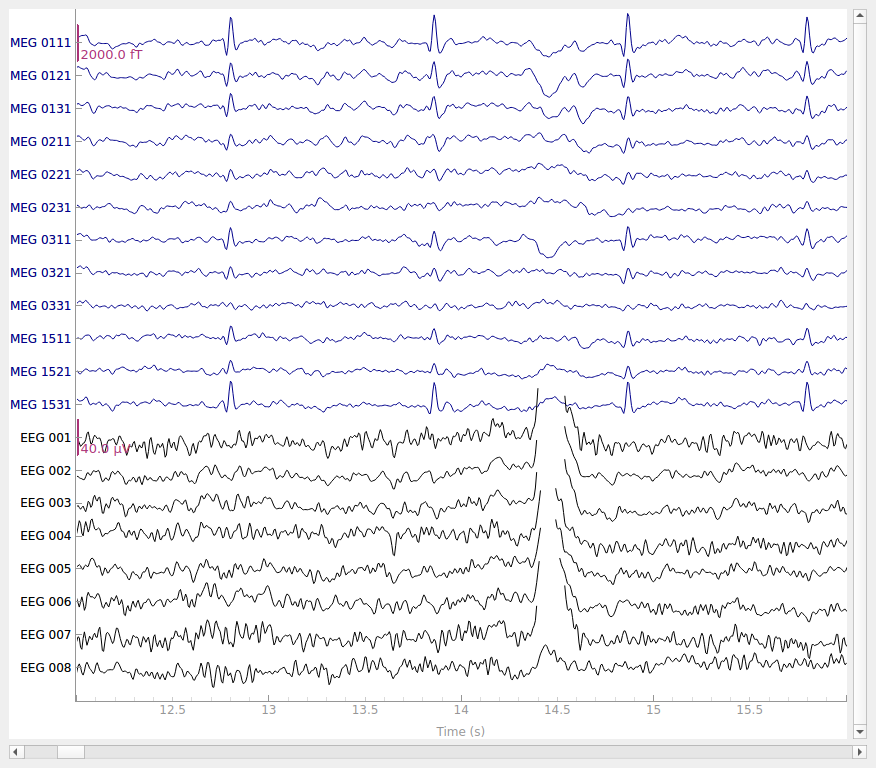 MEG 0111
2000.0 fT
MEG 0121
MEG 0131
MEG 0211
MEG 0221
MEG 0231
MEG 0311
MEG 0321
MEG 0331
MEG 1511
MEG 1521
MEG 1531
EEG 001
40.0 µV
EEG 002
EEG 003
EEG 004
EEG 005
EEG 006
EEG 007
EEG 008
12.5 13 13.5 14 14.5 15 15.5
Time (s)